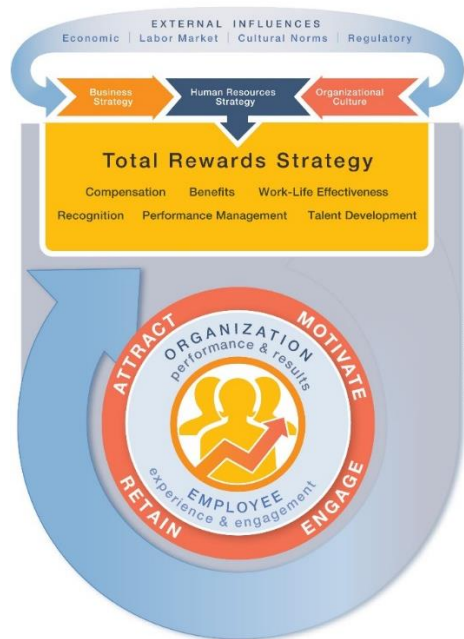 EXTERNAL INFLUENCES
Economic | Labor Market | Cultural Norms | Regulatory
Business
Strategy
Human Resources
Strategy
Organizational
Culture
Total Rewards Strategy
Compensation Benefits Work-Life Effectiveness
Recognition Performance Management Talent Development
ATTRACT
MOTIVATE
ORGANIZATION
performance & results
EMPLOYEE
experience & engagement
RETAIN
ENGAGE